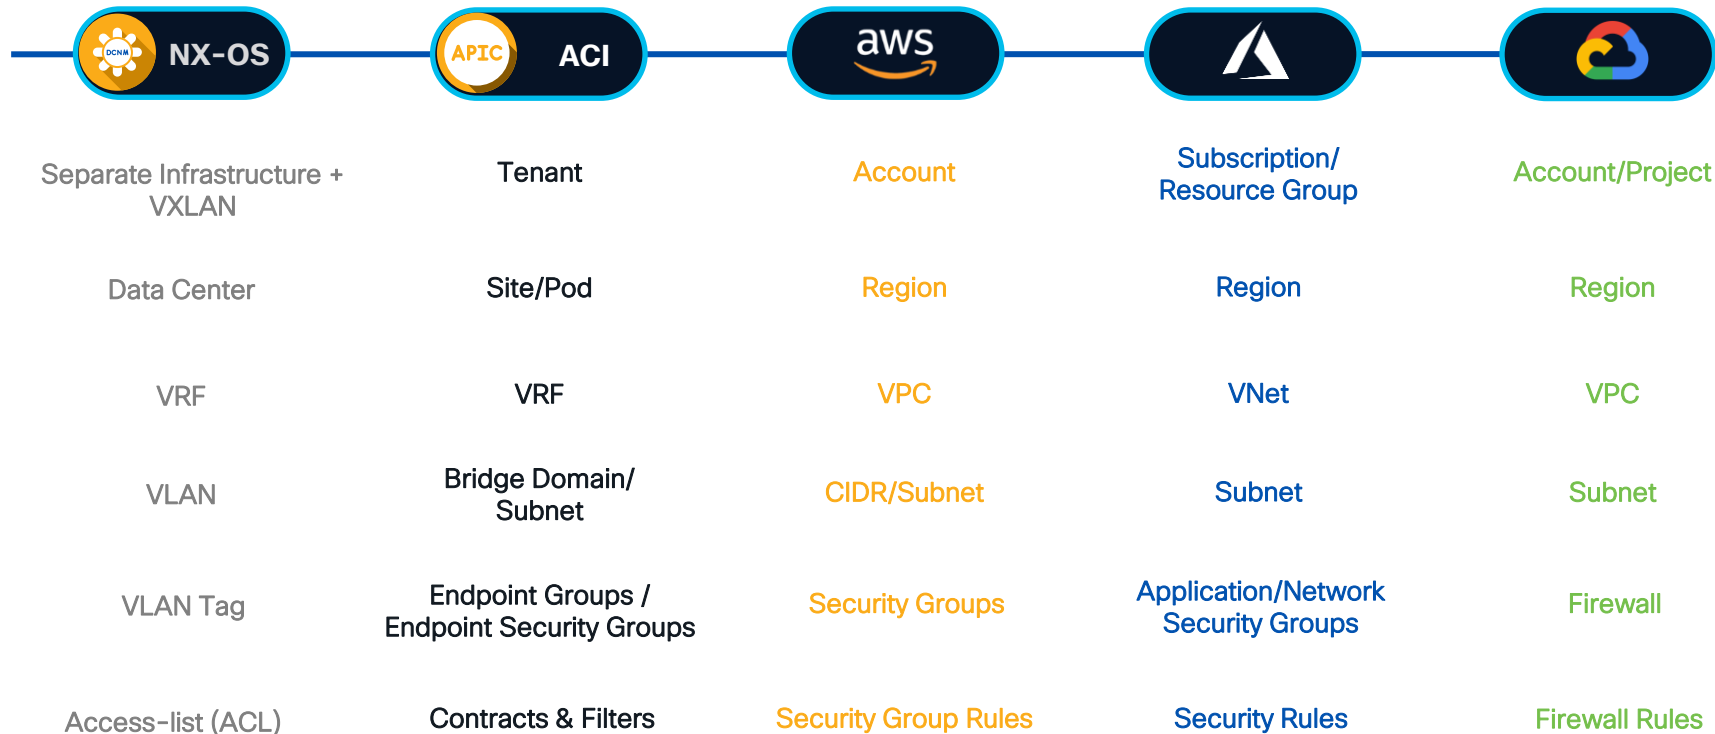 DCNM
NX-OS
APIC
ACI
aws
Separate Infrastructure +
VXLAN
Tenant
Account
Subscription/
Resource Group
Account/Project
Data Center
Site/Pod
Region
Region
Region
VRF
VRF
VPC
VNet
VPC
VLAN
Bridge Domain/
Subnet
CIDR/Subnet
Subnet
Subnet
VLAN Tag
Endpoint Groups /
Endpoint Security Groups
Security Groups
Application/Network
Security Groups
Firewall
Access-list (ACL)
Contracts & Filters
Security Group Rules
Security Rules
Firewall Rules